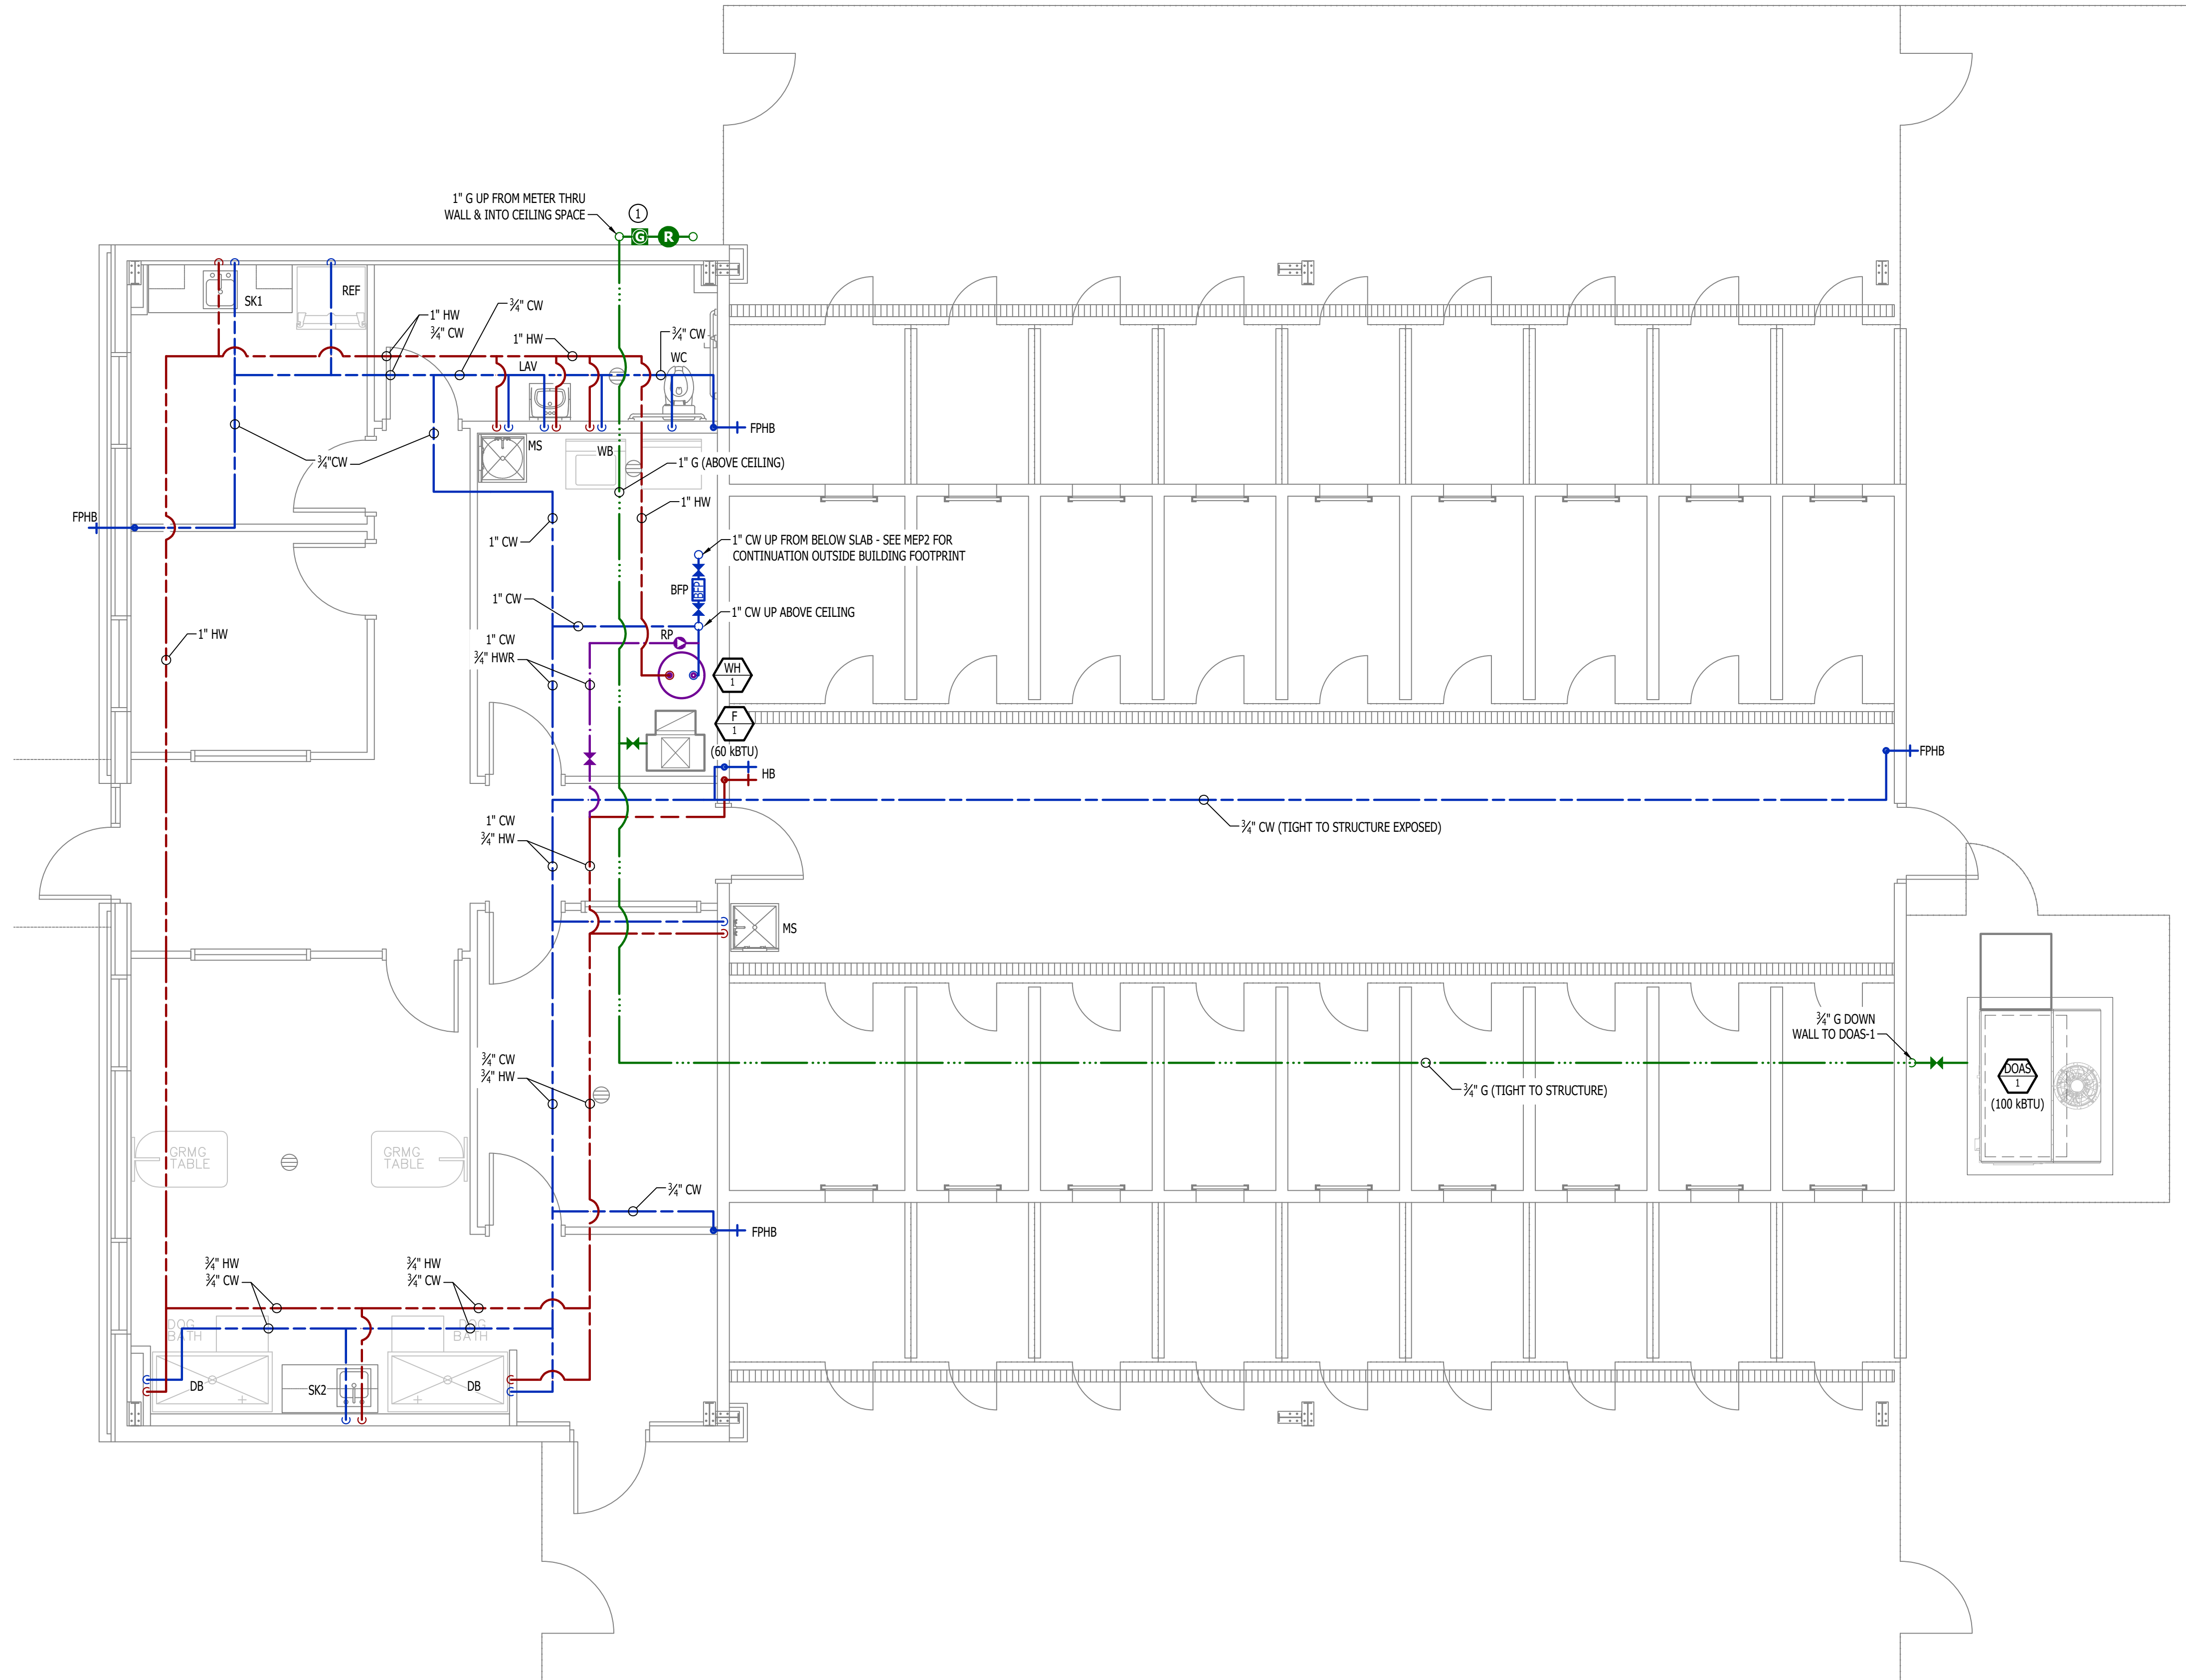 1" G UP FROM METER THRU
WALL & INTO CEILING SPACE
1
G
R
SK1
REF
1" HW
¾" CW
¾" CW
1" HW
¾" CW
LAV
WC
FPHB
MS
WB
¾"CW
1" G (ABOVE CEILING)
1" HW
FPHB
1" CW
1" CW UP FROM BELOW SLAB - SEE MEP2 FOR
CONTINUATION OUTSIDE BUILDING FOOTPRINT
BFP
1" CW
1" CW UP ABOVE CEILING
1" HW
RP
1" CW
¾" HWR
WH
1
F
1
(60 kBTU)
HB
FPHB
1" CW
¾" HW
¾" CW (TIGHT TO STRUCTURE EXPOSED)
MS
¾" G DOWN
WALL TO DOAS-1
¾" CW
¾" HW
¾" G (TIGHT TO STRUCTURE)
DOAS
1
(100 kBTU)
GRMG
TABLE
GRMG
TABLE
¾" CW
FPHB
¾" HW
¾" CW
¾" HW
¾" CW
DOG
BATH
DOG
BATH
DB
SK2
DB